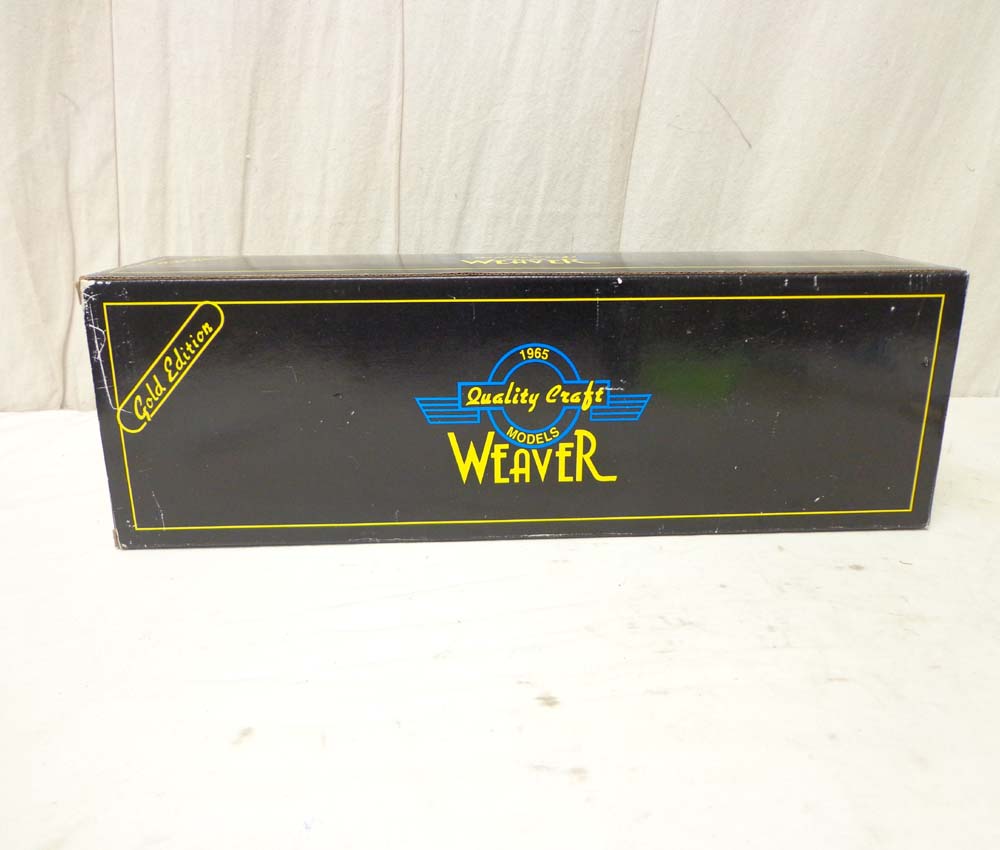 WEAVER
Gold Edition
1965
Quality Craft
MODELS
WEAVER